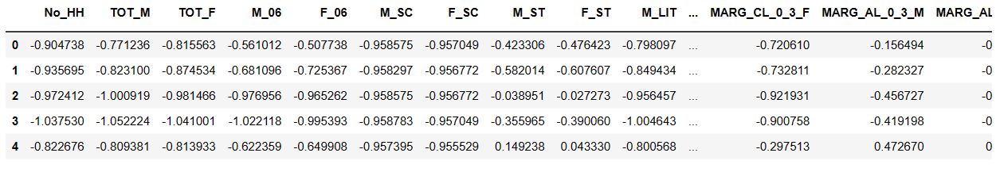 No_HH TOT_M TOT_F M_06 F_06 M_SC F_SC M_ST F_ST M_LIT ... MARG_CL_0_3_F MARG_AL_0_3_M MARG_AL
0 -0.904738 -0.771236 -0.815563 -0.561012 -0.507738 -0.958575 -0.957049 -0.423306 -0.476423 -0.798097 ... -0.720610 -0.156494 -0
1 -0.935695 -0.823100 -0.874534 -0.681096 -0.725367 -0.958297 -0.956772 -0.582014 -0.607607 -0.849434 ... -0.732811 -0.282327 -0
2 -0.972412 -1.000919 -0.981466 -0.976956 -0.965262 -0.958575 -0.956772 -0.038951 -0.027273 -0.956457 ... -0.921931 -0.456727 -0
3 -1.037530 -1.052224 -1.041001 -1.022118 -0.995393 -0.958783 -0.957049 -0.355965 -0.390060 -1.004643 ... -0.900758 -0.419198 -0
4 -0.822676 -0.809381 -0.813933 -0.622359 -0.649908 -0.957395 -0.955529 0.149238 0.043330 -0.800568 ... -0.297513 0.472670 0